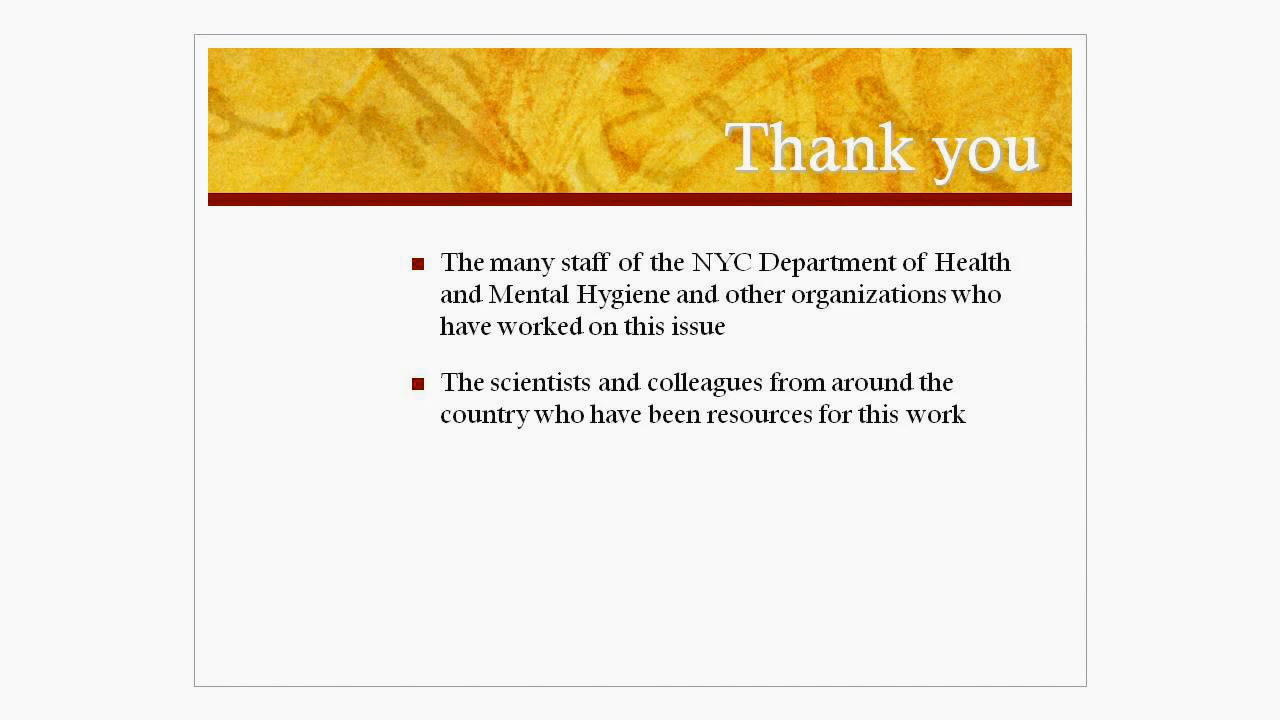 Thank you
The many staff of the NYC Department of Health
and Mental Hygiene and other organizations who
have worked on this issue
The scientists and colleagues from around the
country who have been resources for this work